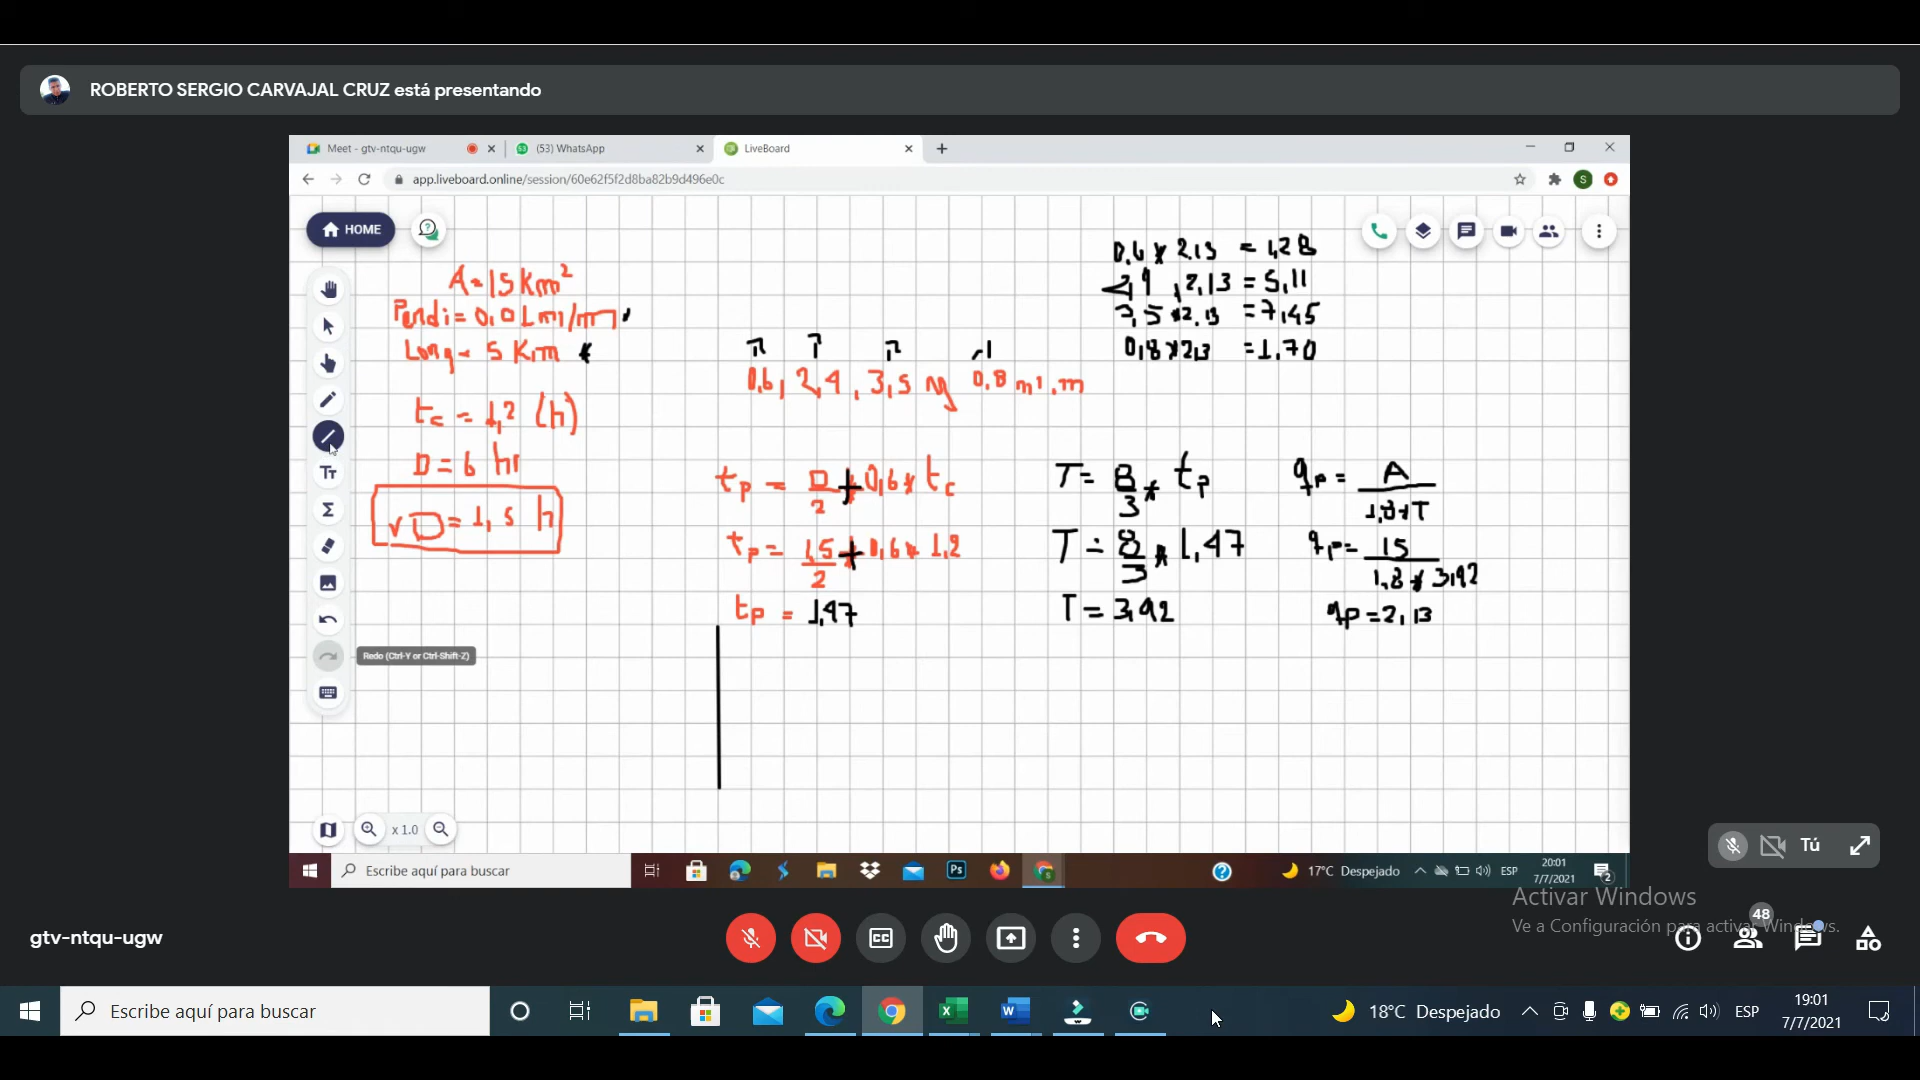 ROBERTO SERGIO CARVAJAL CRUZ está presentando
Meet - gtv-ntqu-ugw
(53) WhatsApp
LiveBoard
app.liveboard.online/session/60e62f5f2d8ba82b9d496e0c
HOME
A=15 Km²
Pendi = 0,01 m/m
Long = 5 Km
tc = 1,2 (h)
D = 6 hr
D = 1,5 h
0.6 * 2.13 = 1,28
2,4 * 2,13 = 5,11
3,5 * 2.13 = 7,45
0,8 * 2,13 = 1,70
0.6, 2,4, 3,5 y 0.8 mm
tp = D/2 + 0,6 * tc
tp = 1,5/2 + 0,6 * 1,2
tp = 1,47
T = 8/3 * tp
T = 8/3 * 1,47
T = 3,92
qp = A / 1,8 * T
qp = 15 / 1,8 * 3,92
qp = 2,13
Redo (Ctrl-Y or Ctrl-Shift-Z)
x 1.0
Escribe aquí para buscar
17°C Despejado
ESP
20:01
7/7/2021
2
Tú
Activar Windows
Ve a Configuración para activar Windows.
48
gtv-ntqu-ugw
Escribe aquí para buscar
18°C Despejado
ESP
19:01
7/7/2021